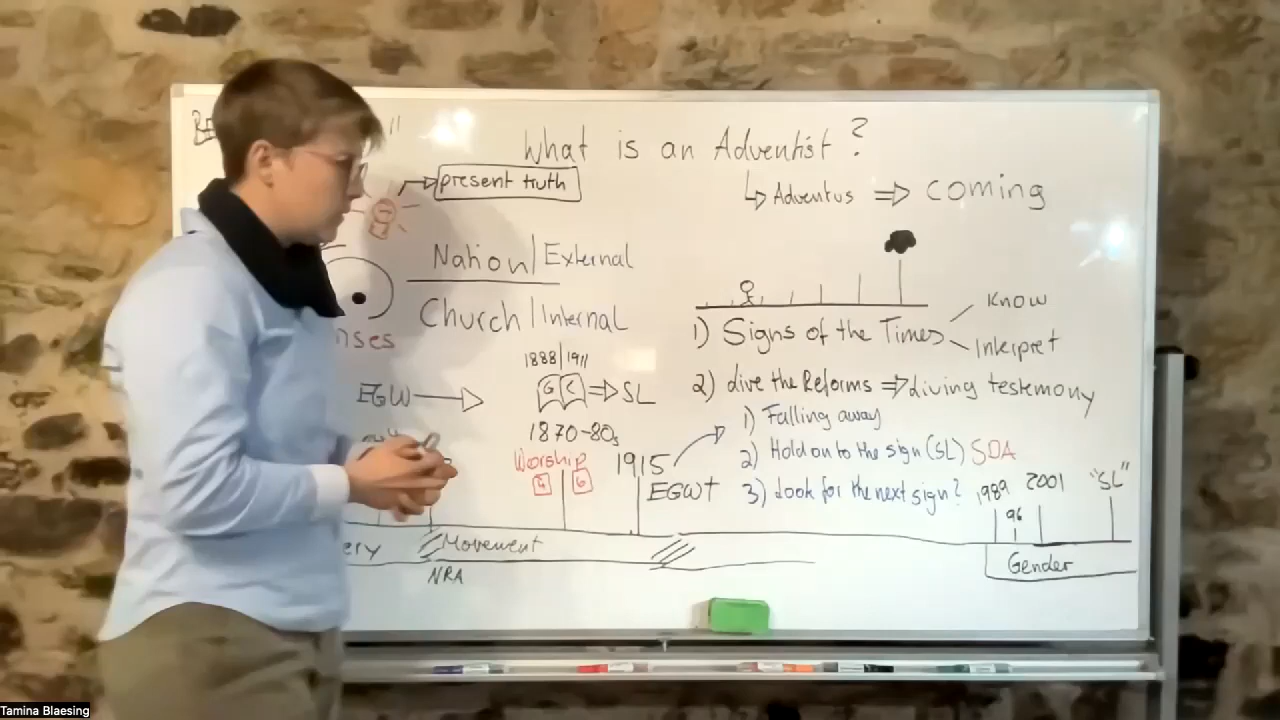 What is an Adventist ?
present truth
Adventus ⇒ coming
Nation/External
Church/Internal
nses
1888/1911
EGW
G C ⇒ SL
1870-80s
Worship
1915
EGW†
Know
1) Signs of the Times
Interpret
2) live the Reforms ⇒ living testemony
1) Falling away
2) Hold on to the sign (SL) SDA
3) Look for the next sign?
1989
96
2001
"SL"
ery
Movement
NRA
Gender
Tamina Blaesing